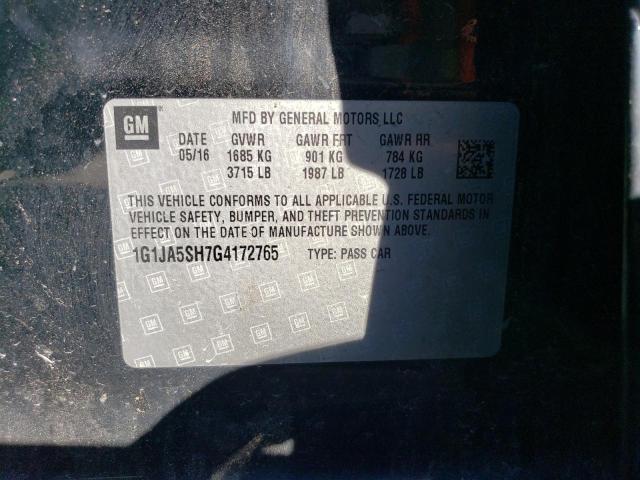 GM
MFD BY GENERAL MOTORS LLC
DATE GVWR GAWR FRT GAWR RR
05/16 1685 KG 901 KG 784 KG
3715 LB 1987 LB 1728 LB
THIS VEHICLE CONFORMS TO ALL APPLICABLE U.S. FEDERAL MOTOR
VEHICLE SAFETY, BUMPER, AND THEFT PREVENTION STANDARDS IN
EFFECT ON THE DATE OF MANUFACTURE SHOWN ABOVE.
1G1JA5SH7G4172765 TYPE: PASS CAR